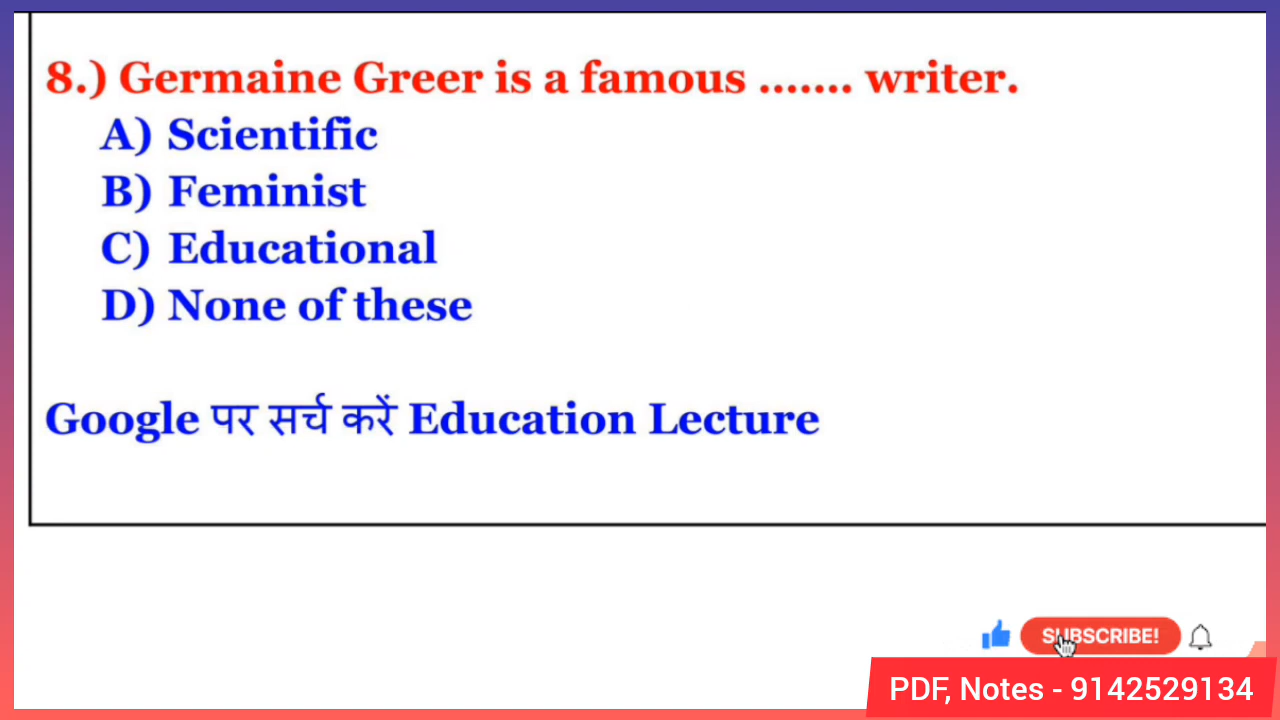 8.) Germaine Greer is a famous ....... writer.
A) Scientific
B) Feminist
C) Educational
D) None of these
Google पर सर्च करें Education Lecture
SUBSCRIBE!
PDF, Notes - 9142529134